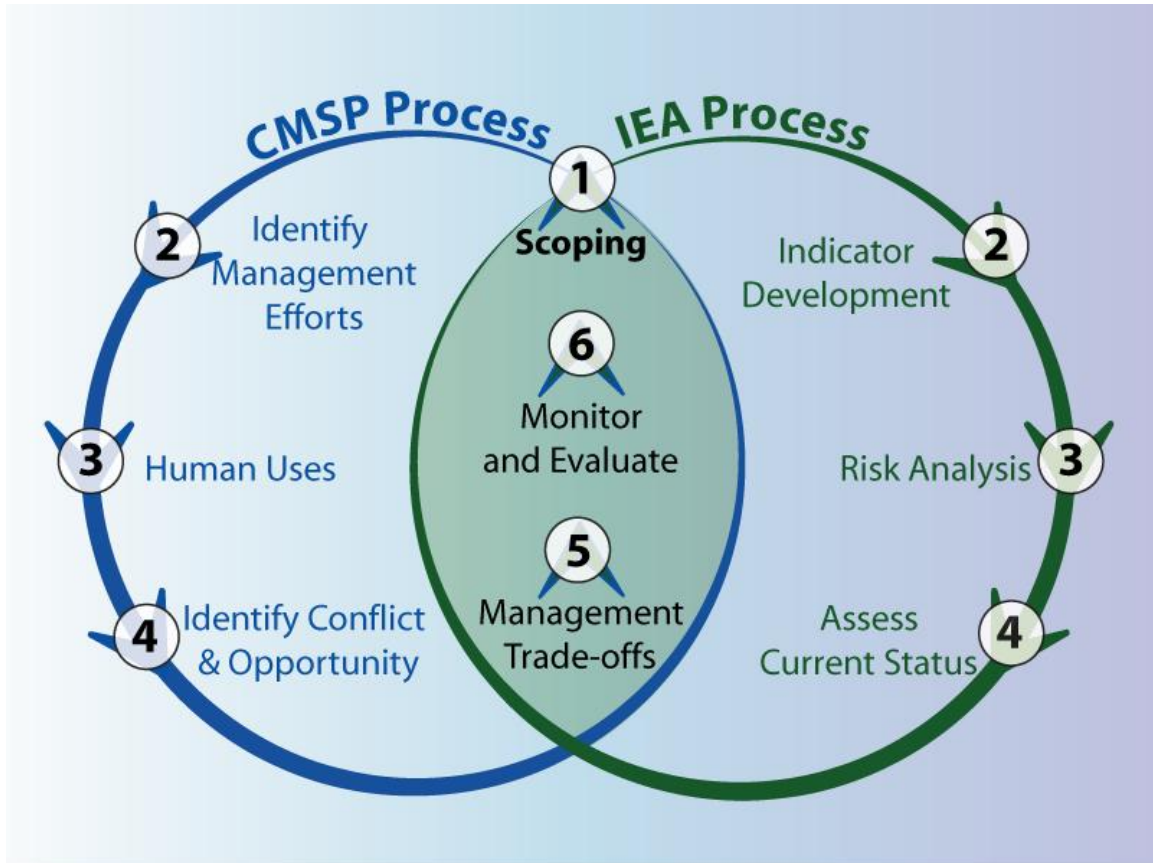 CMSP Process
IEA Process
1
Scoping
2
Identify
Management
Efforts
3
Human Uses
4
Identify Conflict
& Opportunity
2
Indicator
Development
3
Risk Analysis
4
Assess
Current Status
5
Management
Trade-offs
6
Monitor
and Evaluate